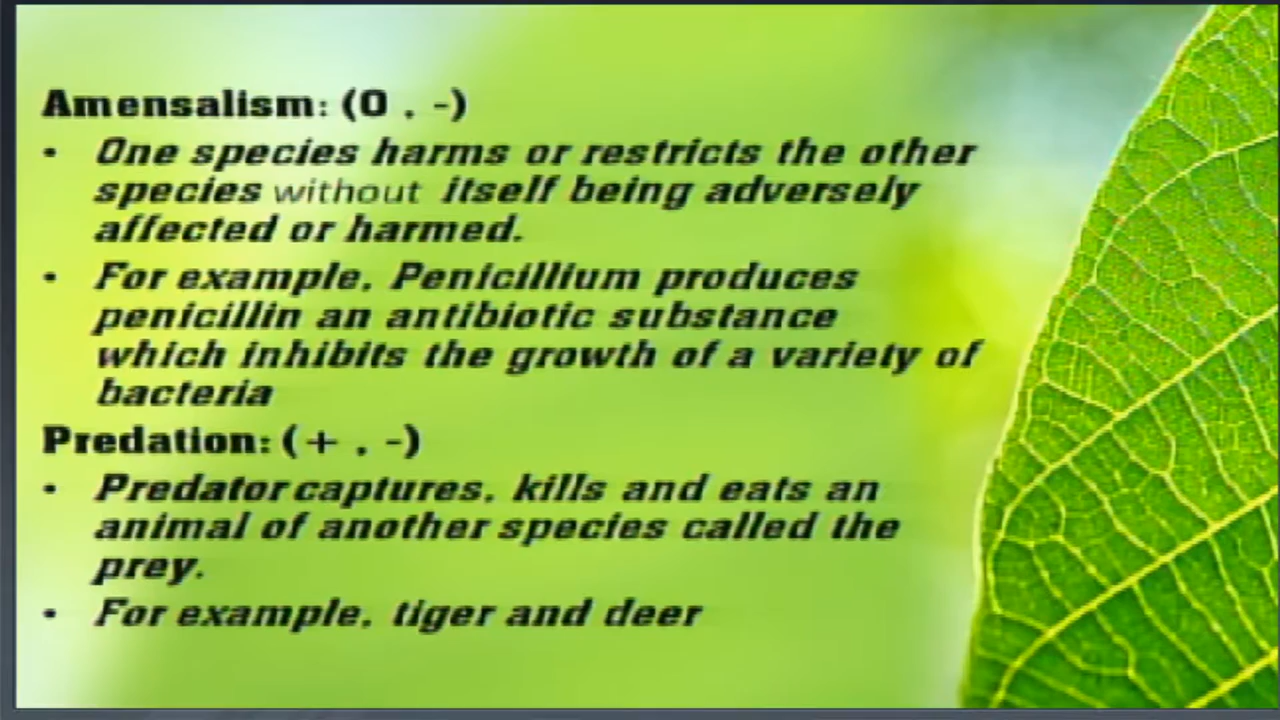 Amensalism: (0 , -)
• One species harms or restricts the other
species without itself being adversely
affected or harmed.
• For example, Penicillium produces
penicillin an antibiotic substance
which inhibits the growth of a variety of
bacteria
Predation: ( + , -)
• Predator captures, kills and eats an
animal of another species called the
prey.
• For example, tiger and deer